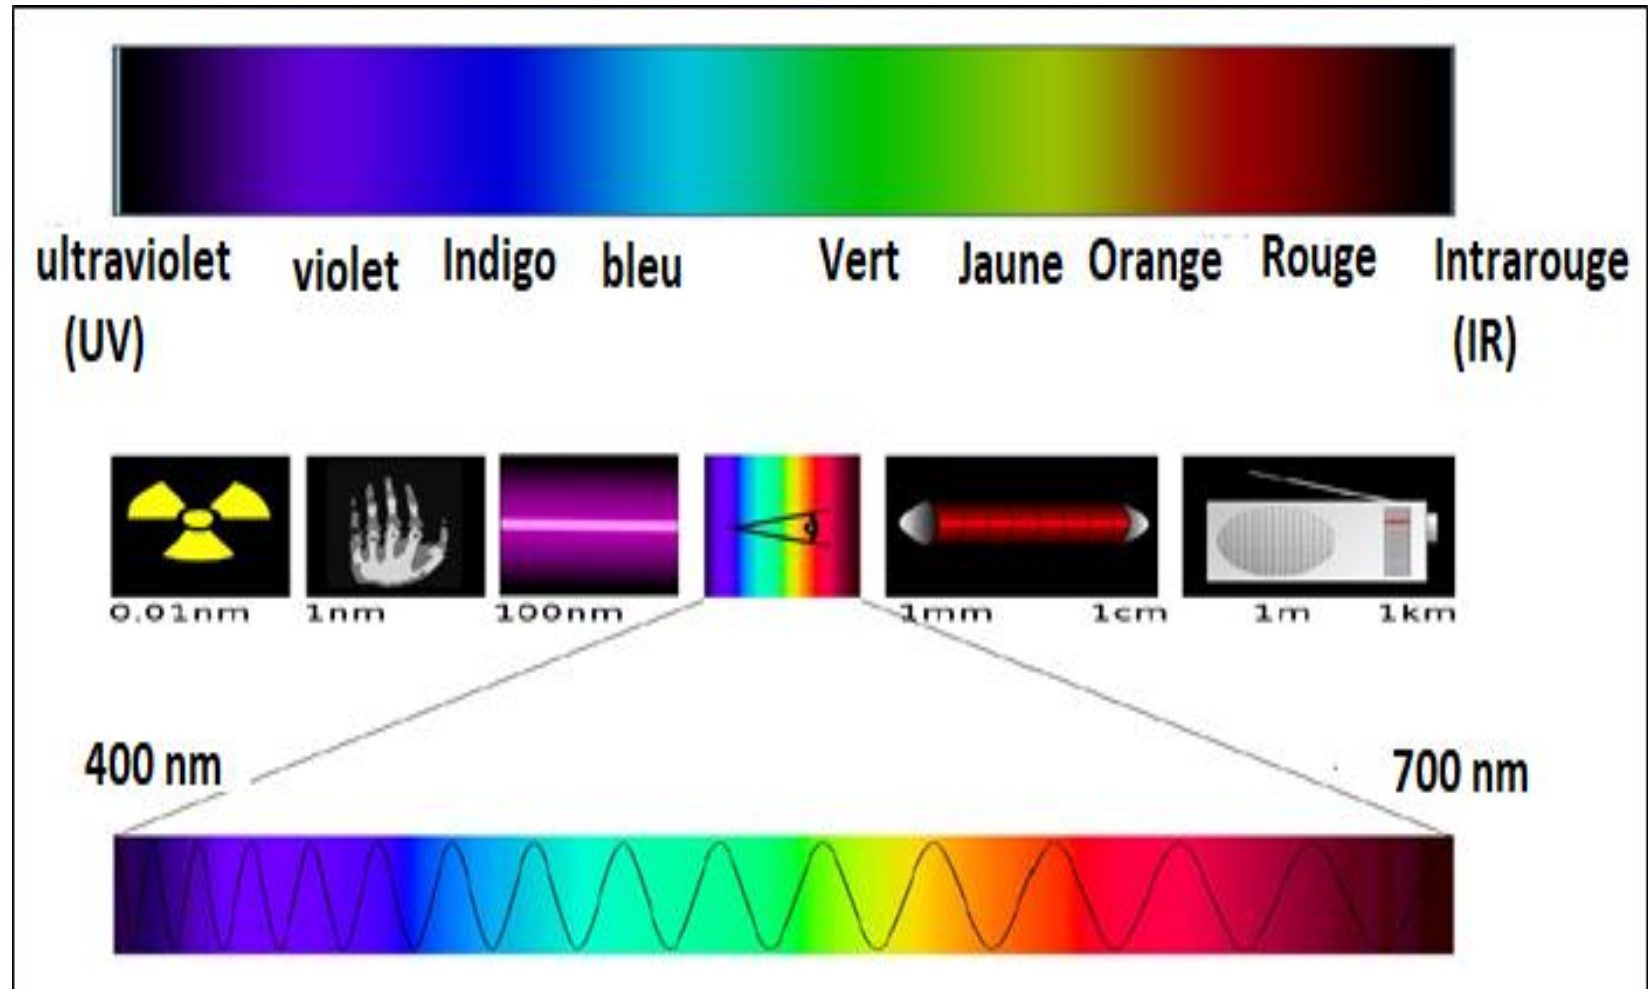 ultraviolet violet Indigo bleu Vert Jaune Orange Rouge Intrarouge
(UV) (IR)
0.01nm 1nm 100nm 1mm 1cm 1m 1km
400 nm 700 nm